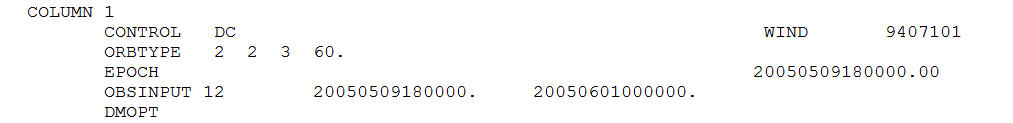 COLUMN 1
CONTROL DC WIND 9407101
ORBTYPE 2 2 3 60.
EPOCH 20050509180000.00
OBSINPUT 12 20050509180000. 20050601000000.
DMOPT